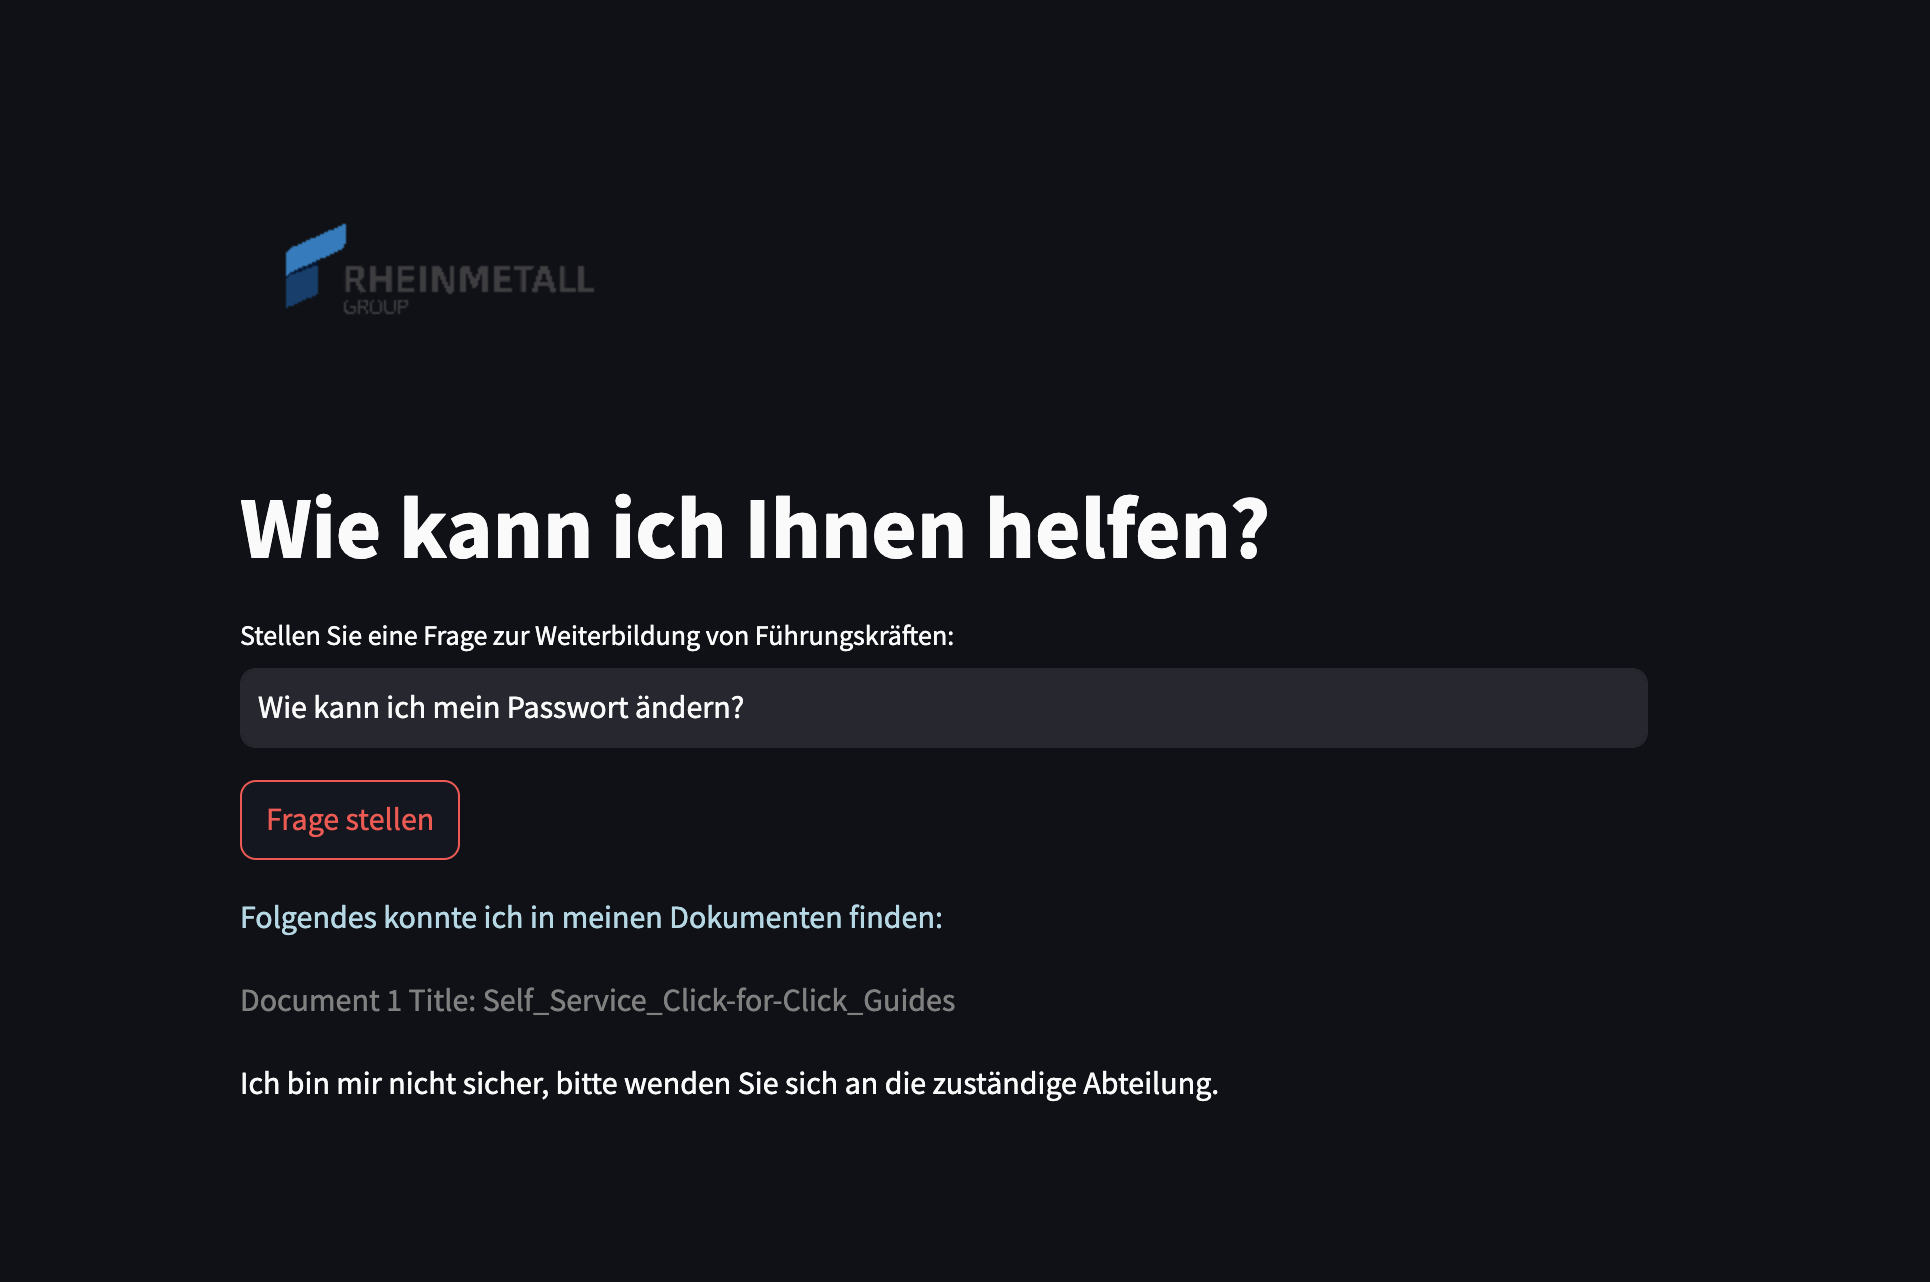 RHEINMETALL
GROUP
Wie kann ich Ihnen helfen?
Stellen Sie eine Frage zur Weiterbildung von Führungskräften:
Wie kann ich mein Passwort ändern?
Frage stellen
Folgendes konnte ich in meinen Dokumenten finden:
Document 1 Title: Self_Service_Click-for-Click_Guides
Ich bin mir nicht sicher, bitte wenden Sie sich an die zuständige Abteilung.